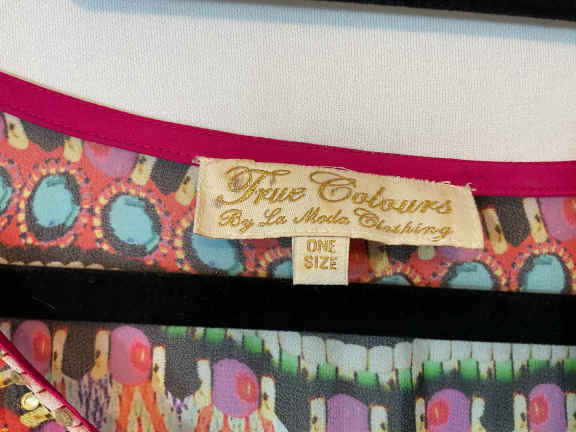 True Colours
By La Moda Clothing
ONE
SIZE